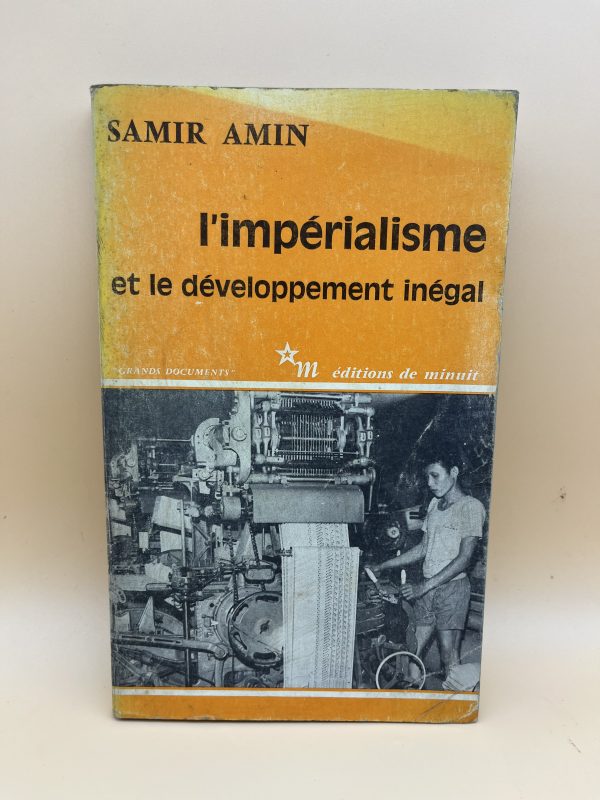 SAMIR AMIN
l'impérialisme
et le développement inégal
"GRANDS DOCUMENTS" m éditions de minuit